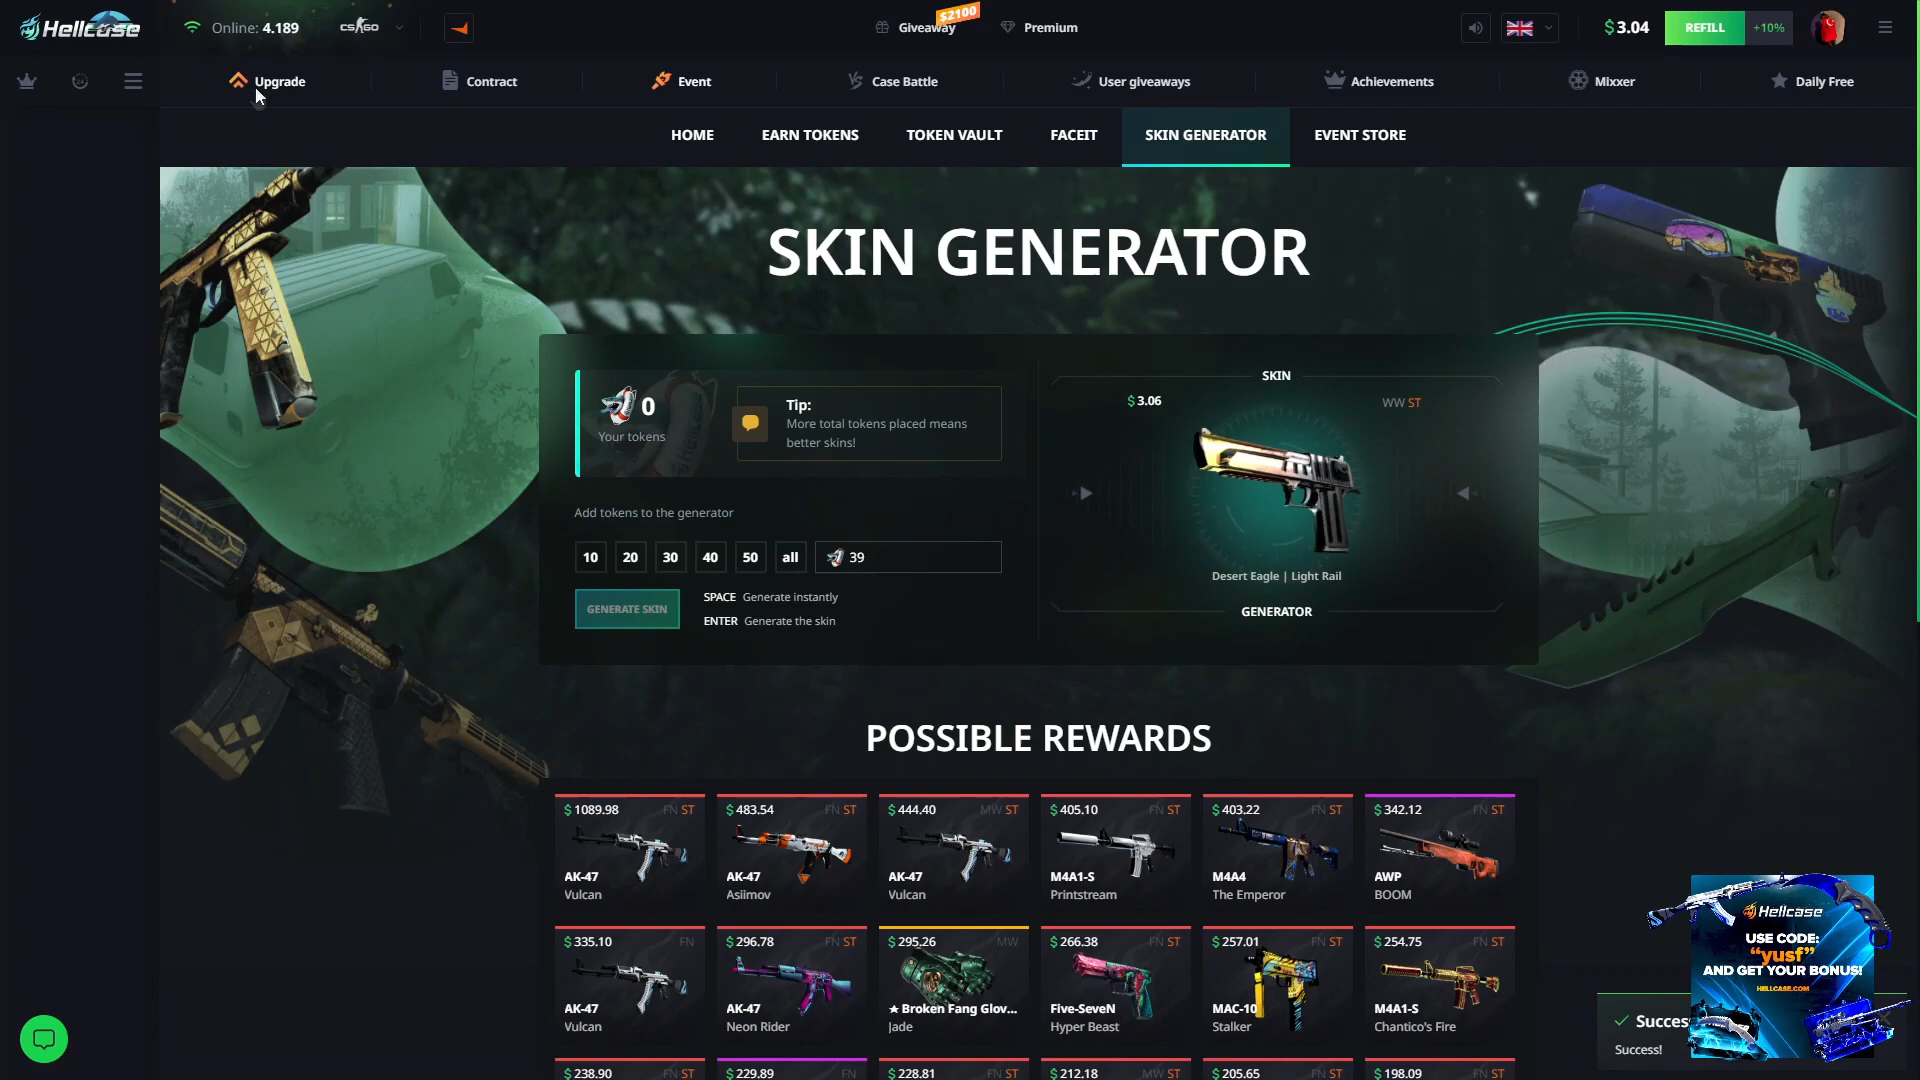 Hellcase
Online: 4.189
CS:GO
Giveaway
$2100
Premium
$ 3.04
REFILL
+10%
24
Upgrade
Contract
Event
VS
Case Battle
User giveaways
Achievements
Mixxer
Daily Free
HOME
EARN TOKENS
TOKEN VAULT
FACEIT
SKIN GENERATOR
EVENT STORE
SKIN GENERATOR
0
Your tokens
Tip:
More total tokens placed means
better skins!
Add tokens to the generator
10
20
30
40
50
all
39
GENERATE SKIN
SPACE Generate instantly
ENTER Generate the skin
SKIN
$ 3.06
WW ST
Desert Eagle | Light Rail
GENERATOR
POSSIBLE REWARDS
$ 1089.98 FN ST
AK-47
Vulcan
$ 483.54 FN ST
AK-47
Asiimov
$ 444.40 MW ST
AK-47
Vulcan
$ 405.10 FN ST
M4A1-S
Printstream
$ 403.22 FN ST
M4A4
The Emperor
$ 342.12 FN ST
AWP
BOOM
$ 335.10 FN
AK-47
Vulcan
$ 296.78 FN ST
AK-47
Neon Rider
$ 295.26 MW
★ Broken Fang Glov...
Jade
$ 266.38 FN ST
Five-SeveN
Hyper Beast
$ 257.01 FN ST
MAC-10
Stalker
$ 254.75 FN ST
M4A1-S
Chantico's Fire
$ 238.90 FN ST
$ 229.89 FN
$ 228.81 FN ST
$ 212.18 MW ST
$ 205.65 FN ST
$ 198.09 FN ST
Hellcase
USE CODE:
"yusf"
AND GET YOUR BONUS!
HELLCASE.COM
Succes
Success!